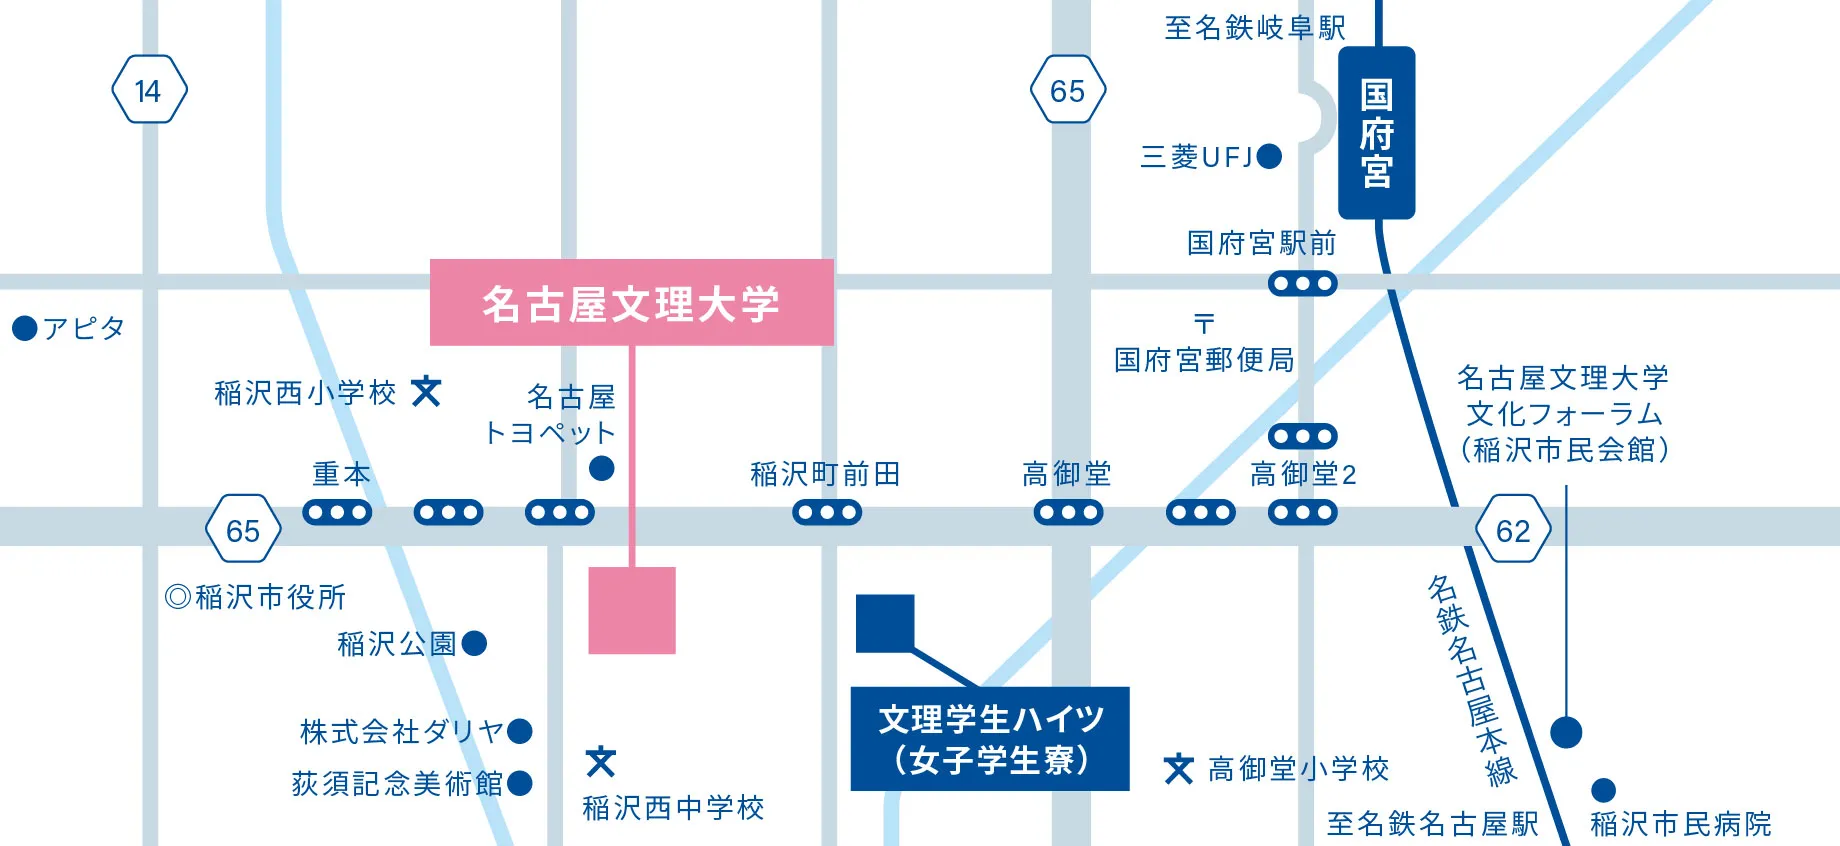 至名鉄岐阜駅
14
65
国府宮
三菱UFJ
国府宮駅前
名古屋文理大学
アピタ
〒
国府宮郵便局
稲沢西小学校
名古屋
トヨペット
名古屋文理大学
文化フォーラム
（稲沢市民会館）
重本
稲沢町前田
高御堂
高御堂2
65
62
◎稲沢市役所
稲沢公園
名鉄名古屋本線
文理学生ハイツ
（女子学生寮）
株式会社ダリヤ
荻須記念美術館
高御堂小学校
稲沢西中学校
至名鉄名古屋駅
稲沢市民病院